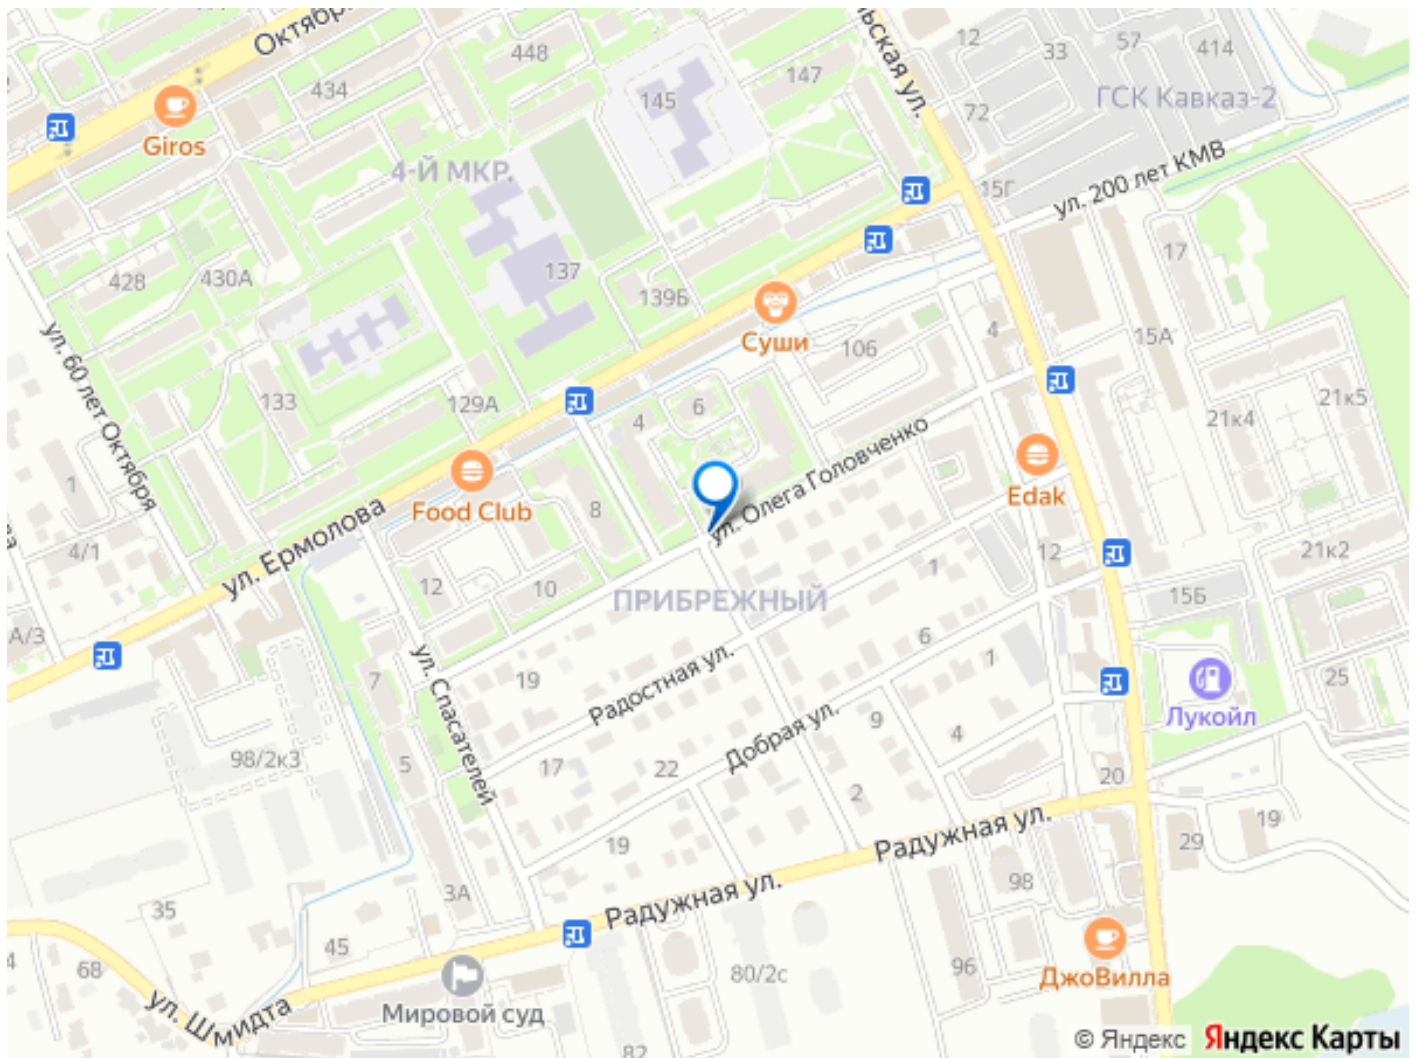 Октябрь
448
12
33
57
414
ьская ул.
147
434
145
ГСК Кавказ-2
72
Giros
4-Й МКР.
ул. 200 лет КМВ
15Г
17
428
430А
137
139Б
Суши
106
4
15А
ул. 60 лет Октября
133
129А
4
6
21к5
21к4
ул. Олега Головченко
1
Food Club
8
Edak
4/1
ул. Ермолова
12
21к2
12
10
ПРИБРЕЖНЫЙ
1
15Б
А/3
6
7
19
Радостная ул.
7
25
ул. Спасателей
Лукойл
9
4
Добрая ул.
98/2к3
5
17
22
2
20
19
Радужная ул.
19
29
3А
Радужная ул.
98
35
45
68
4
80/2с
96
ДжоВилла
ул. Шмидта
Мировой суд
82
© Яндекс Яндекс Карты